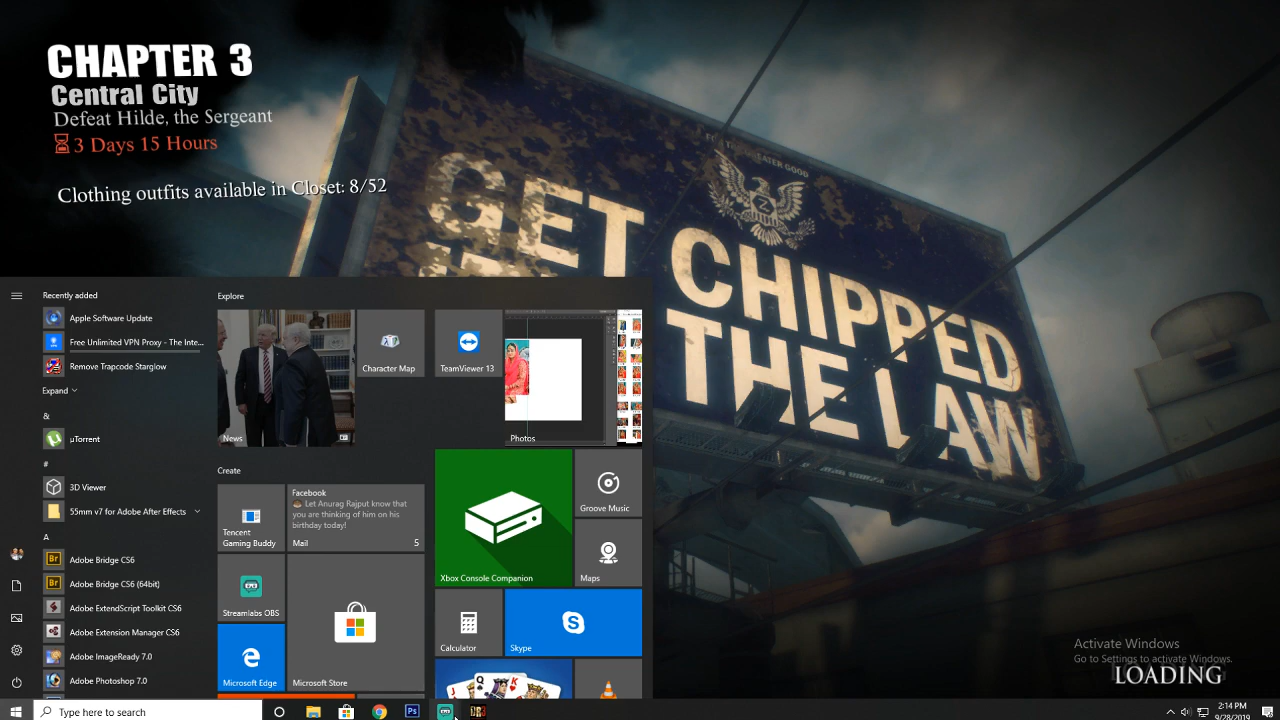 CHAPTER 3
Central City
Defeat Hilde, the Sergeant
3 Days 15 Hours
Clothing outfits available in Closet: 8/52
GET CHIPPED
THE LAW
Recently added
Apple Software Update
Free Unlimited VPN Proxy - The Inte...
Remove Trapcode Starglow
Expand
&
µTorrent
#
3D Viewer
55mm v7 for Adobe After Effects
A
Adobe Bridge CS6
Adobe Bridge CS6 (64bit)
Adobe ExtendScript Toolkit CS6
Adobe Extension Manager CS6
Adobe ImageReady 7.0
Adobe Photoshop 7.0
Explore
News
Character Map
TeamViewer 13
Photos
Create
Tencent
Gaming Buddy
Facebook
Let Anurag Rajput know that
you are thinking of him on his
birthday today!
Mail 5
Streamlabs OBS
Microsoft Edge
Microsoft Store
Xbox Console Companion
Groove Music
Maps
Calculator
Skype
Activate Windows
Go to Settings to activate Windows.
LOADING
Type here to search
Ps
DR3
2:14 PM
9/28/2019